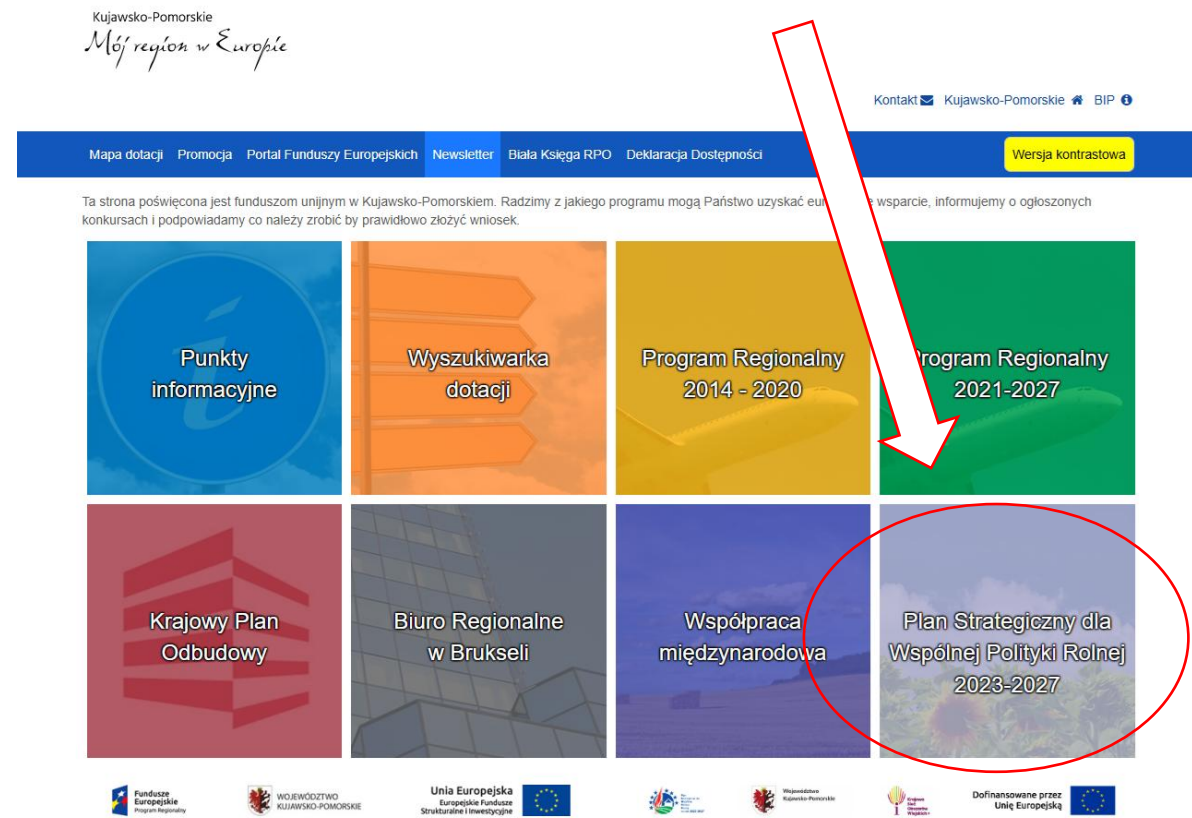 Kujawsko-Pomorskie
Mój region w Europie
Kontakt Kujawsko-Pomorskie BIP
Mapa dotacji Promocja Portal Funduszy Europejskich Newsletter Biała Księga RPO Deklaracja Dostępności Wersja kontrastowa
Ta strona poświęcona jest funduszom unijnym w Kujawsko-Pomorskiem. Radzimy z jakiego programu mogą Państwo uzyskać wsparcie, informujemy o ogłoszonych
konkursach i podpowiadamy co należy zrobić by prawidłowo złożyć wniosek.
Punkty
informacyjne
Wyszukiwarka
dotacji
Program Regionalny
2014 - 2020
Program Regionalny
2021-2027
Krajowy Plan
Odbudowy
Biuro Regionalne
w Brukseli
Współpraca
międzynarodowa
Plan Strategiczny dla
Wspólnej Polityki Rolnej
2023-2027
Fundusze
Europejskie
Program Regionalny
WOJEWÓDZTWO
KUJAWSKO-POMORSKIE
Unia Europejska
Europejskie Fundusze
Strukturalne i Inwestycyjne
Województwo
Kujawsko-Pomorskie
Krajowa
Sieć
Obszarów
Wiejskich
Dofinansowane przez
Unię Europejską